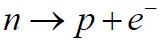 n → p + e⁻